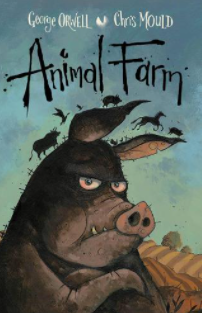 George ORWELL Chris MOULD
Animal Farm